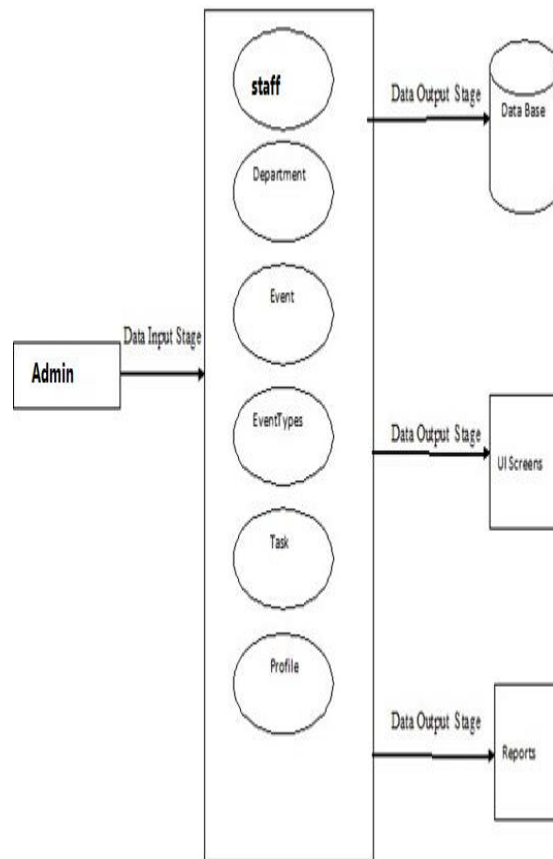 staff
Data Output Stage
Data Base
Department
Event
Data Input Stage
Admin
EventTypes
Data Output Stage
UI Screens
Task
Profile
Data Output Stage
Reports